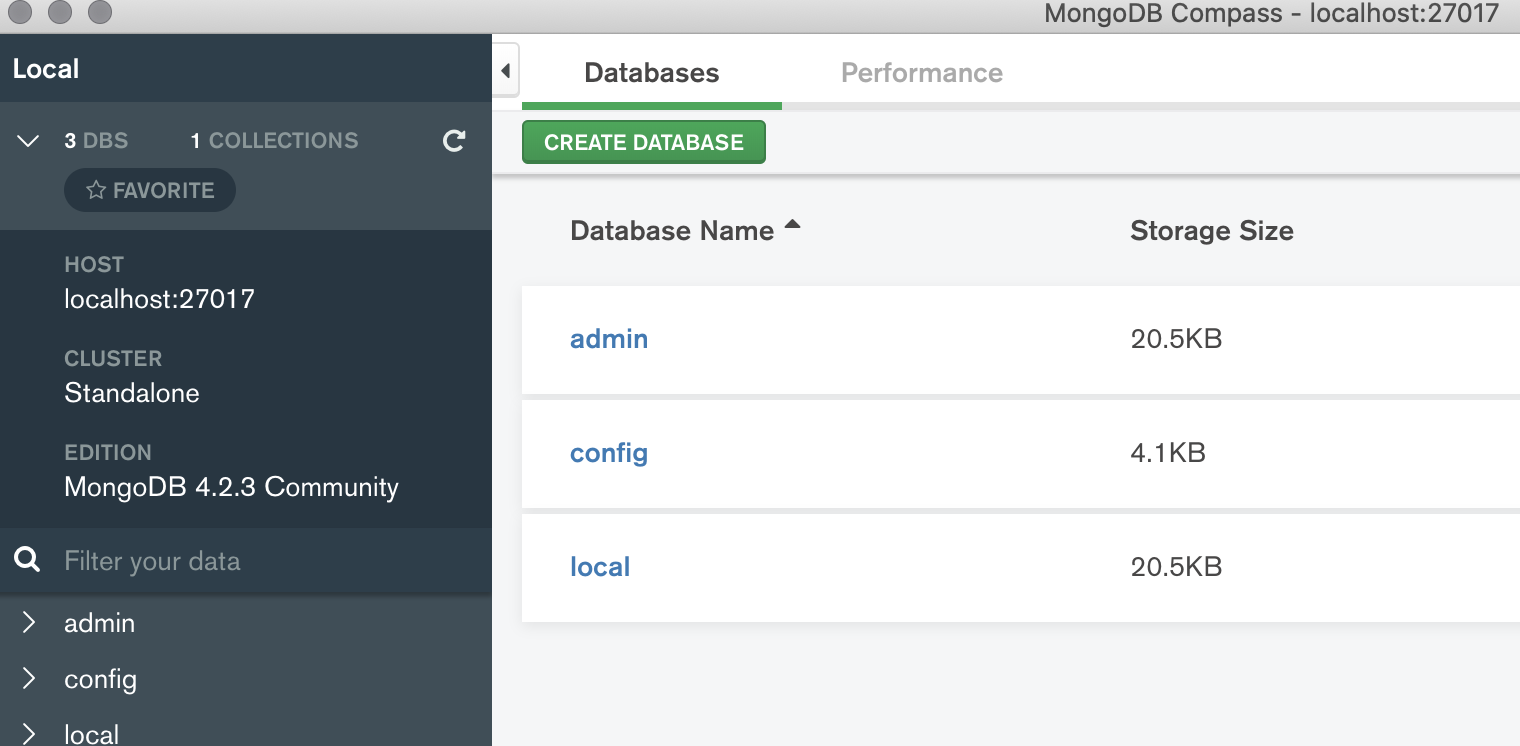 MongoDB Compass - localhost:27017
Local
3 DBS 1 COLLECTIONS
FAVORITE
HOST
localhost:27017
CLUSTER
Standalone
EDITION
MongoDB 4.2.3 Community
Filter your data
admin
config
local
Databases Performance
CREATE DATABASE
Database Name Storage Size
admin 20.5KB
config 4.1KB
local 20.5KB